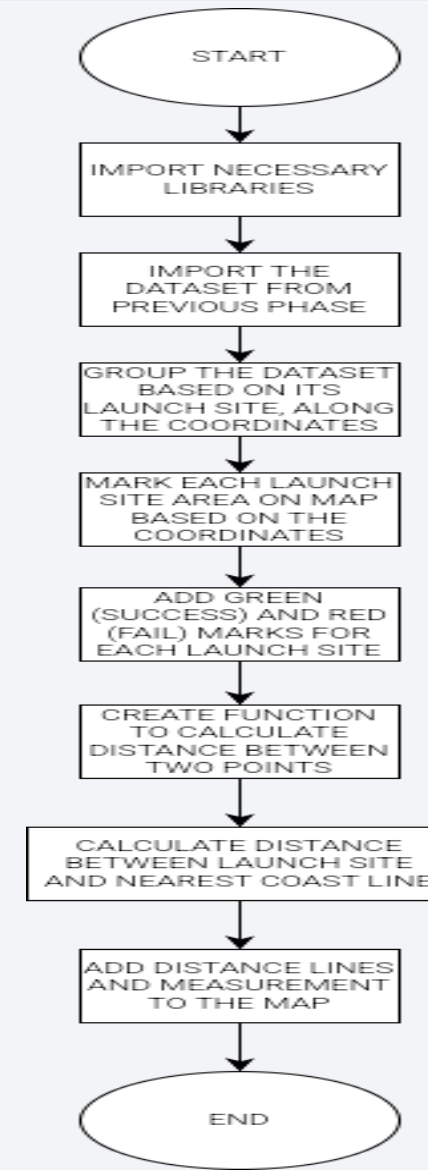 START
IMPORT NECESSARY
LIBRARIES
IMPORT THE
DATASET FROM
PREVIOUS PHASE
GROUP THE DATASET
BASED ON ITS
LAUNCH SITE, ALONG
THE COORDINATES
MARK EACH LAUNCH
SITE AREA ON MAP
BASED ON THE
COORDINATES
ADD GREEN
(SUCCESS) AND RED
(FAIL) MARKS FOR
EACH LAUNCH SITE
CREATE FUNCTION
TO CALCULATE
DISTANCE BETWEEN
TWO POINTS
CALCULATE DISTANCE
BETWEEN LAUNCH SITE
AND NEAREST COAST LINE
ADD DISTANCE LINES
AND MEASUREMENT
TO THE MAP
END